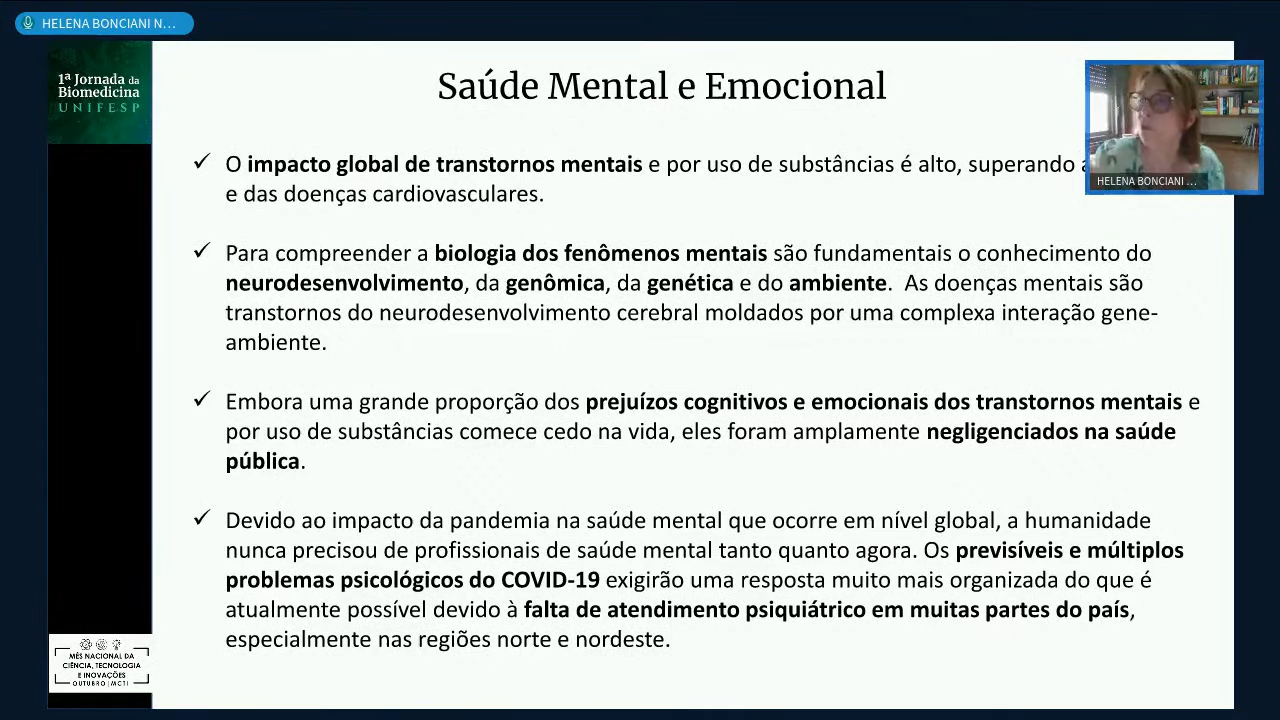 HELENA BONCIANI N...
1ª Jornada da
Biomedicina
UNIFESP
Saúde Mental e Emocional
✓ O impacto global de transtornos mentais e por uso de substâncias é alto, superando
e das doenças cardiovasculares.
✓ Para compreender a biologia dos fenômenos mentais são fundamentais o conhecimento do
neurodesenvolvimento, da genômica, da genética e do ambiente. As doenças mentais são
transtornos do neurodesenvolvimento cerebral moldados por uma complexa interação gene-
ambiente.
✓ Embora uma grande proporção dos prejuízos cognitivos e emocionais dos transtornos mentais e
por uso de substâncias comece cedo na vida, eles foram amplamente negligenciados na saúde
pública.
✓ Devido ao impacto da pandemia na saúde mental que ocorre em nível global, a humanidade
nunca precisou de profissionais de saúde mental tanto quanto agora. Os previsíveis e múltiplos
problemas psicológicos do COVID-19 exigirão uma resposta muito mais organizada do que é
atualmente possível devido à falta de atendimento psiquiátrico em muitas partes do país,
especialmente nas regiões norte e nordeste.
HELENA BONCIANI ...
MÊS NACIONAL DA
CIÊNCIA, TECNOLOGIA
E INOVAÇÕES
OUTUBRO | MCTI